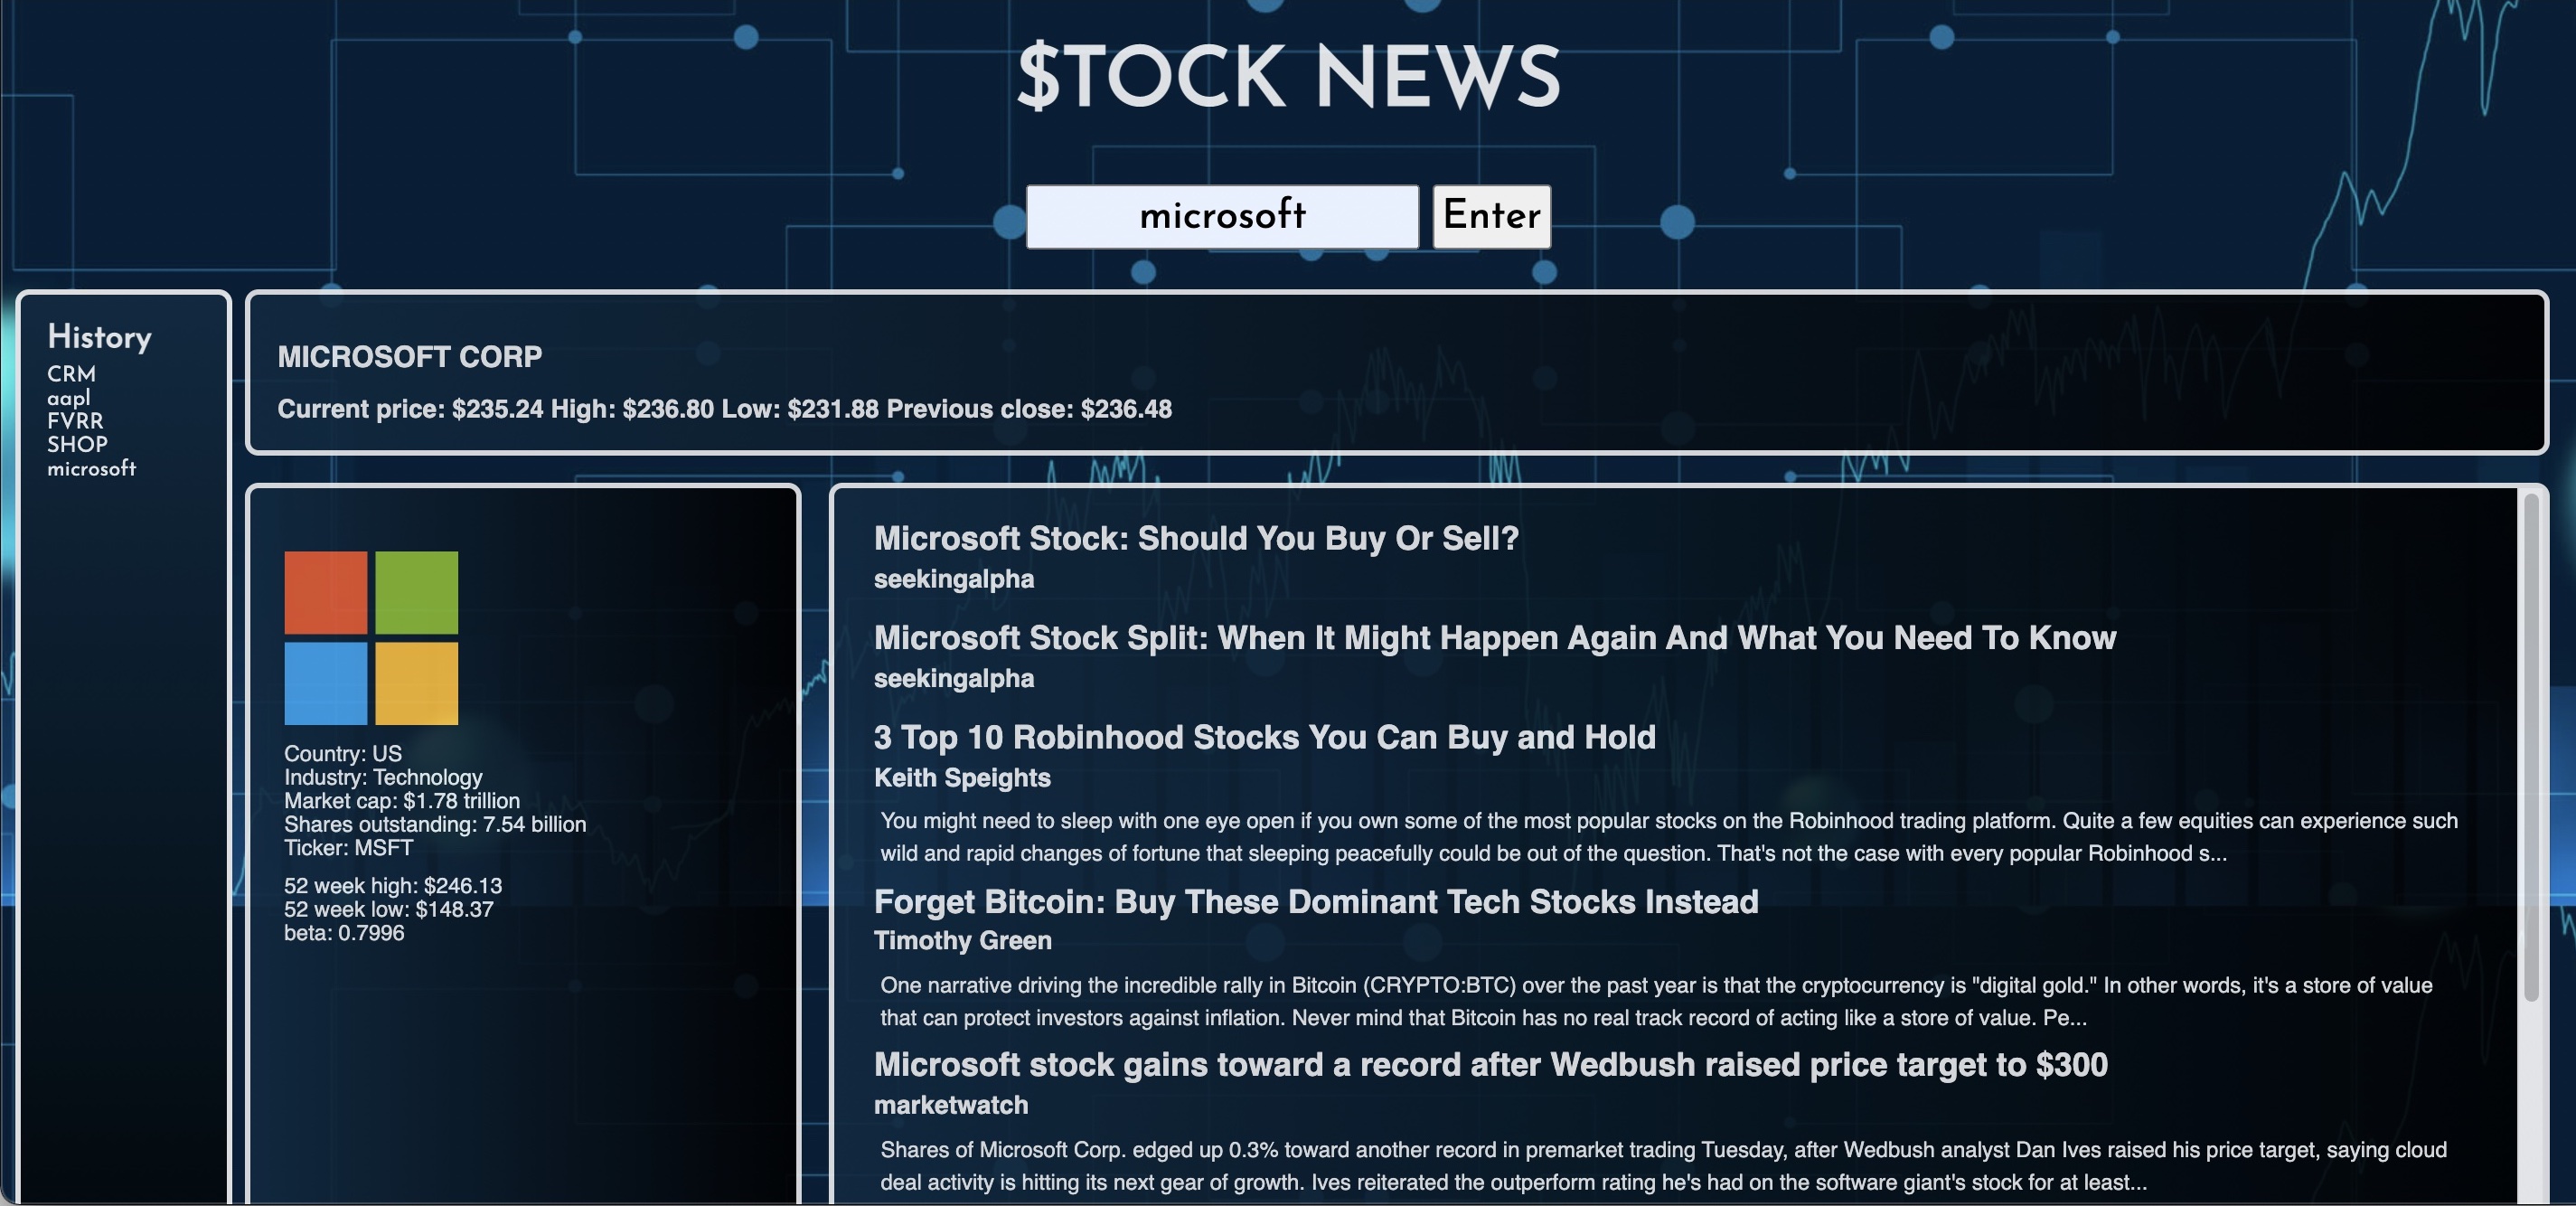 $TOCK NEWS
microsoft
Enter
History
CRM
aapl
FVRR
SHOP
microsoft
MICROSOFT CORP
Current price: $235.24 High: $236.80 Low: $231.88 Previous close: $236.48
Country: US
Industry: Technology
Market cap: $1.78 trillion
Shares outstanding: 7.54 billion
Ticker: MSFT
52 week high: $246.13
52 week low: $148.37
beta: 0.7996
Microsoft Stock: Should You Buy Or Sell?
seekingalpha
Microsoft Stock Split: When It Might Happen Again And What You Need To Know
seekingalpha
3 Top 10 Robinhood Stocks You Can Buy and Hold
Keith Speights
You might need to sleep with one eye open if you own some of the most popular stocks on the Robinhood trading platform. Quite a few equities can experience such
wild and rapid changes of fortune that sleeping peacefully could be out of the question. That's not the case with every popular Robinhood s...
Forget Bitcoin: Buy These Dominant Tech Stocks Instead
Timothy Green
One narrative driving the incredible rally in Bitcoin (CRYPTO:BTC) over the past year is that the cryptocurrency is "digital gold." In other words, it's a store of value
that can protect investors against inflation. Never mind that Bitcoin has no real track record of acting like a store of value. Pe...
Microsoft stock gains toward a record after Wedbush raised price target to $300
marketwatch
Shares of Microsoft Corp. edged up 0.3% toward another record in premarket trading Tuesday, after Wedbush analyst Dan Ives raised his price target, saying cloud
deal activity is hitting its next gear of growth. Ives reiterated the outperform rating he's had on the software giant's stock for at least...